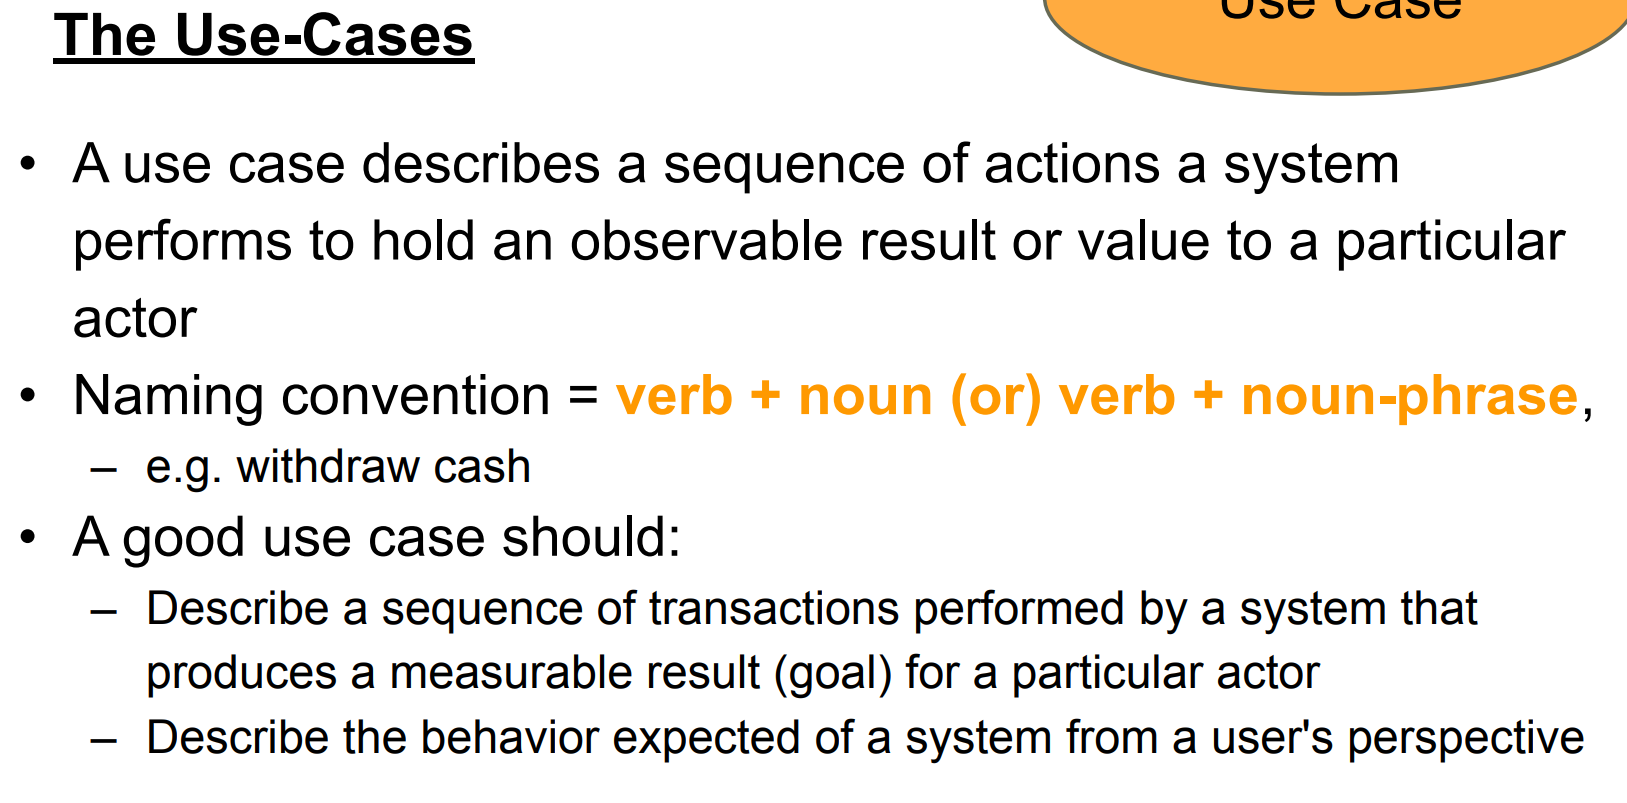 The Use-Cases
Use Case
• A use case describes a sequence of actions a system
performs to hold an observable result or value to a particular
actor
• Naming convention = verb + noun (or) verb + noun-phrase,
– e.g. withdraw cash
• A good use case should:
– Describe a sequence of transactions performed by a system that
produces a measurable result (goal) for a particular actor
– Describe the behavior expected of a system from a user's perspective